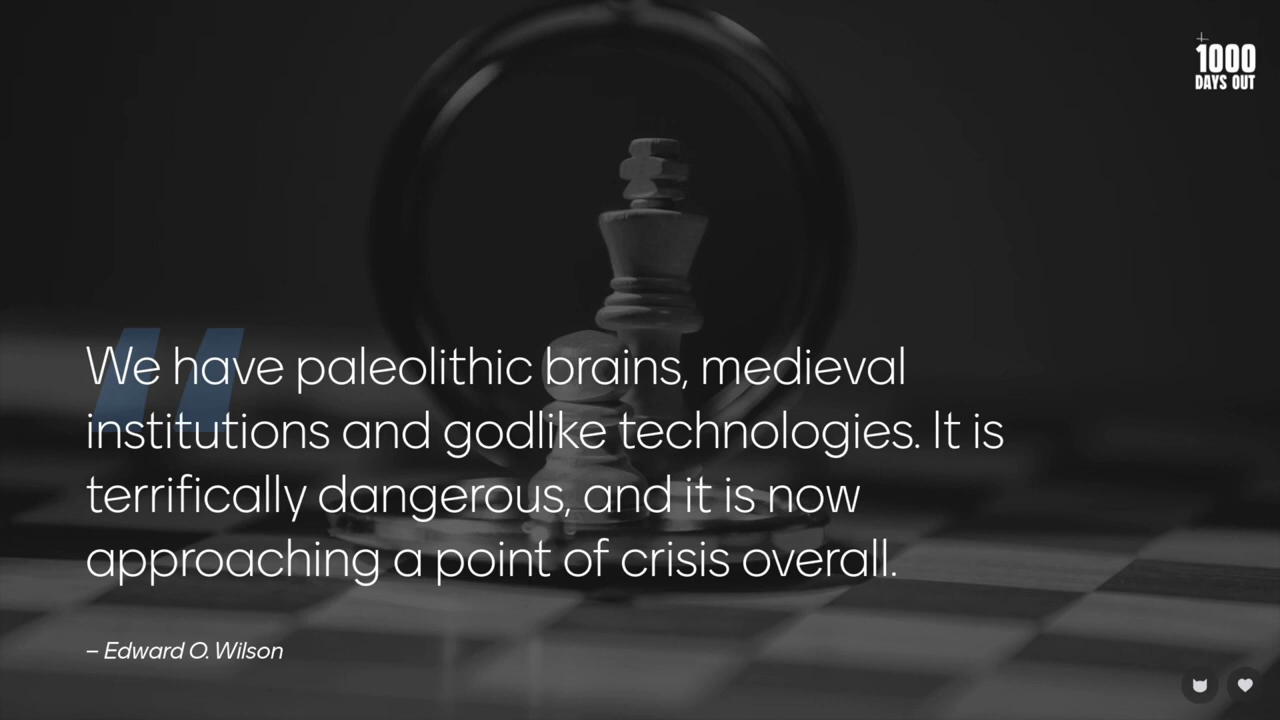 1000
DAYS OUT
We have paleolithic brains, medieval
institutions and godlike technologies. It is
terrifically dangerous, and it is now
approaching a point of crisis overall.
– Edward O. Wilson